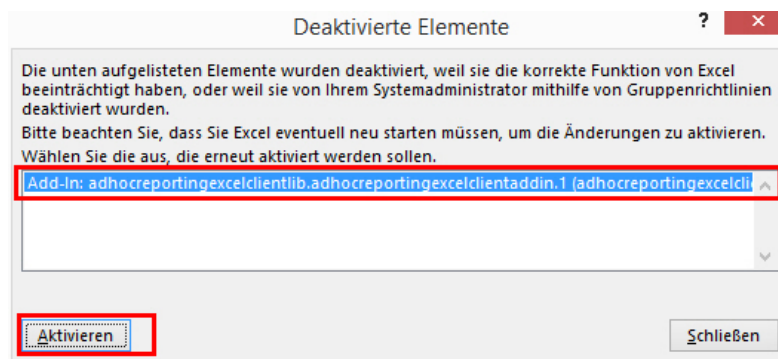 Deaktivierte Elemente ?
Die unten aufgelisteten Elemente wurden deaktiviert, weil sie die korrekte Funktion von Excel
beeinträchtigt haben, oder weil sie von Ihrem Systemadministrator mithilfe von Gruppenrichtlinien
deaktiviert wurden.
Bitte beachten Sie, dass Sie Excel eventuell neu starten müssen, um die Änderungen zu aktivieren.
Wählen Sie die aus, die erneut aktiviert werden sollen.
Add-In: adhocreportingexcelclientlib.adhocreportingexcelclientaddin.1 (adhocreportingexcelclie
Aktivieren Schließen